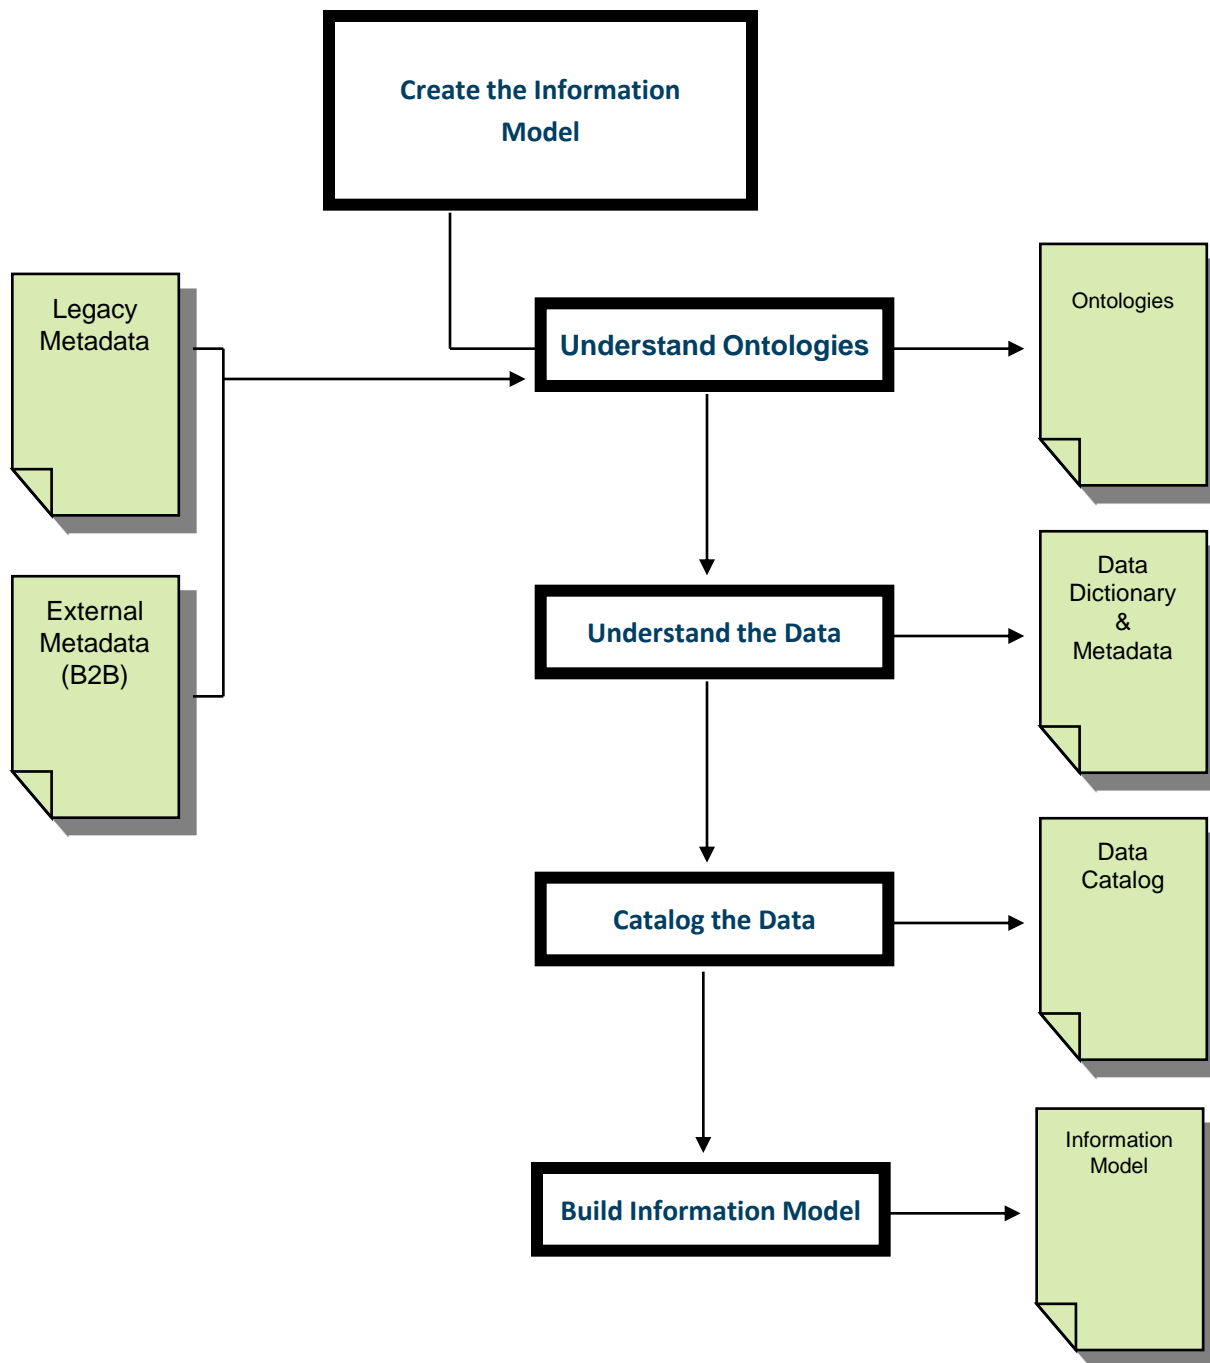 Create the Information
Model
Legacy
Metadata
Understand Ontologies
Ontologies
External
Metadata
(B2B)
Understand the Data
Data
Dictionary
&
Metadata
Catalog the Data
Data
Catalog
Build Information Model
Information
Model